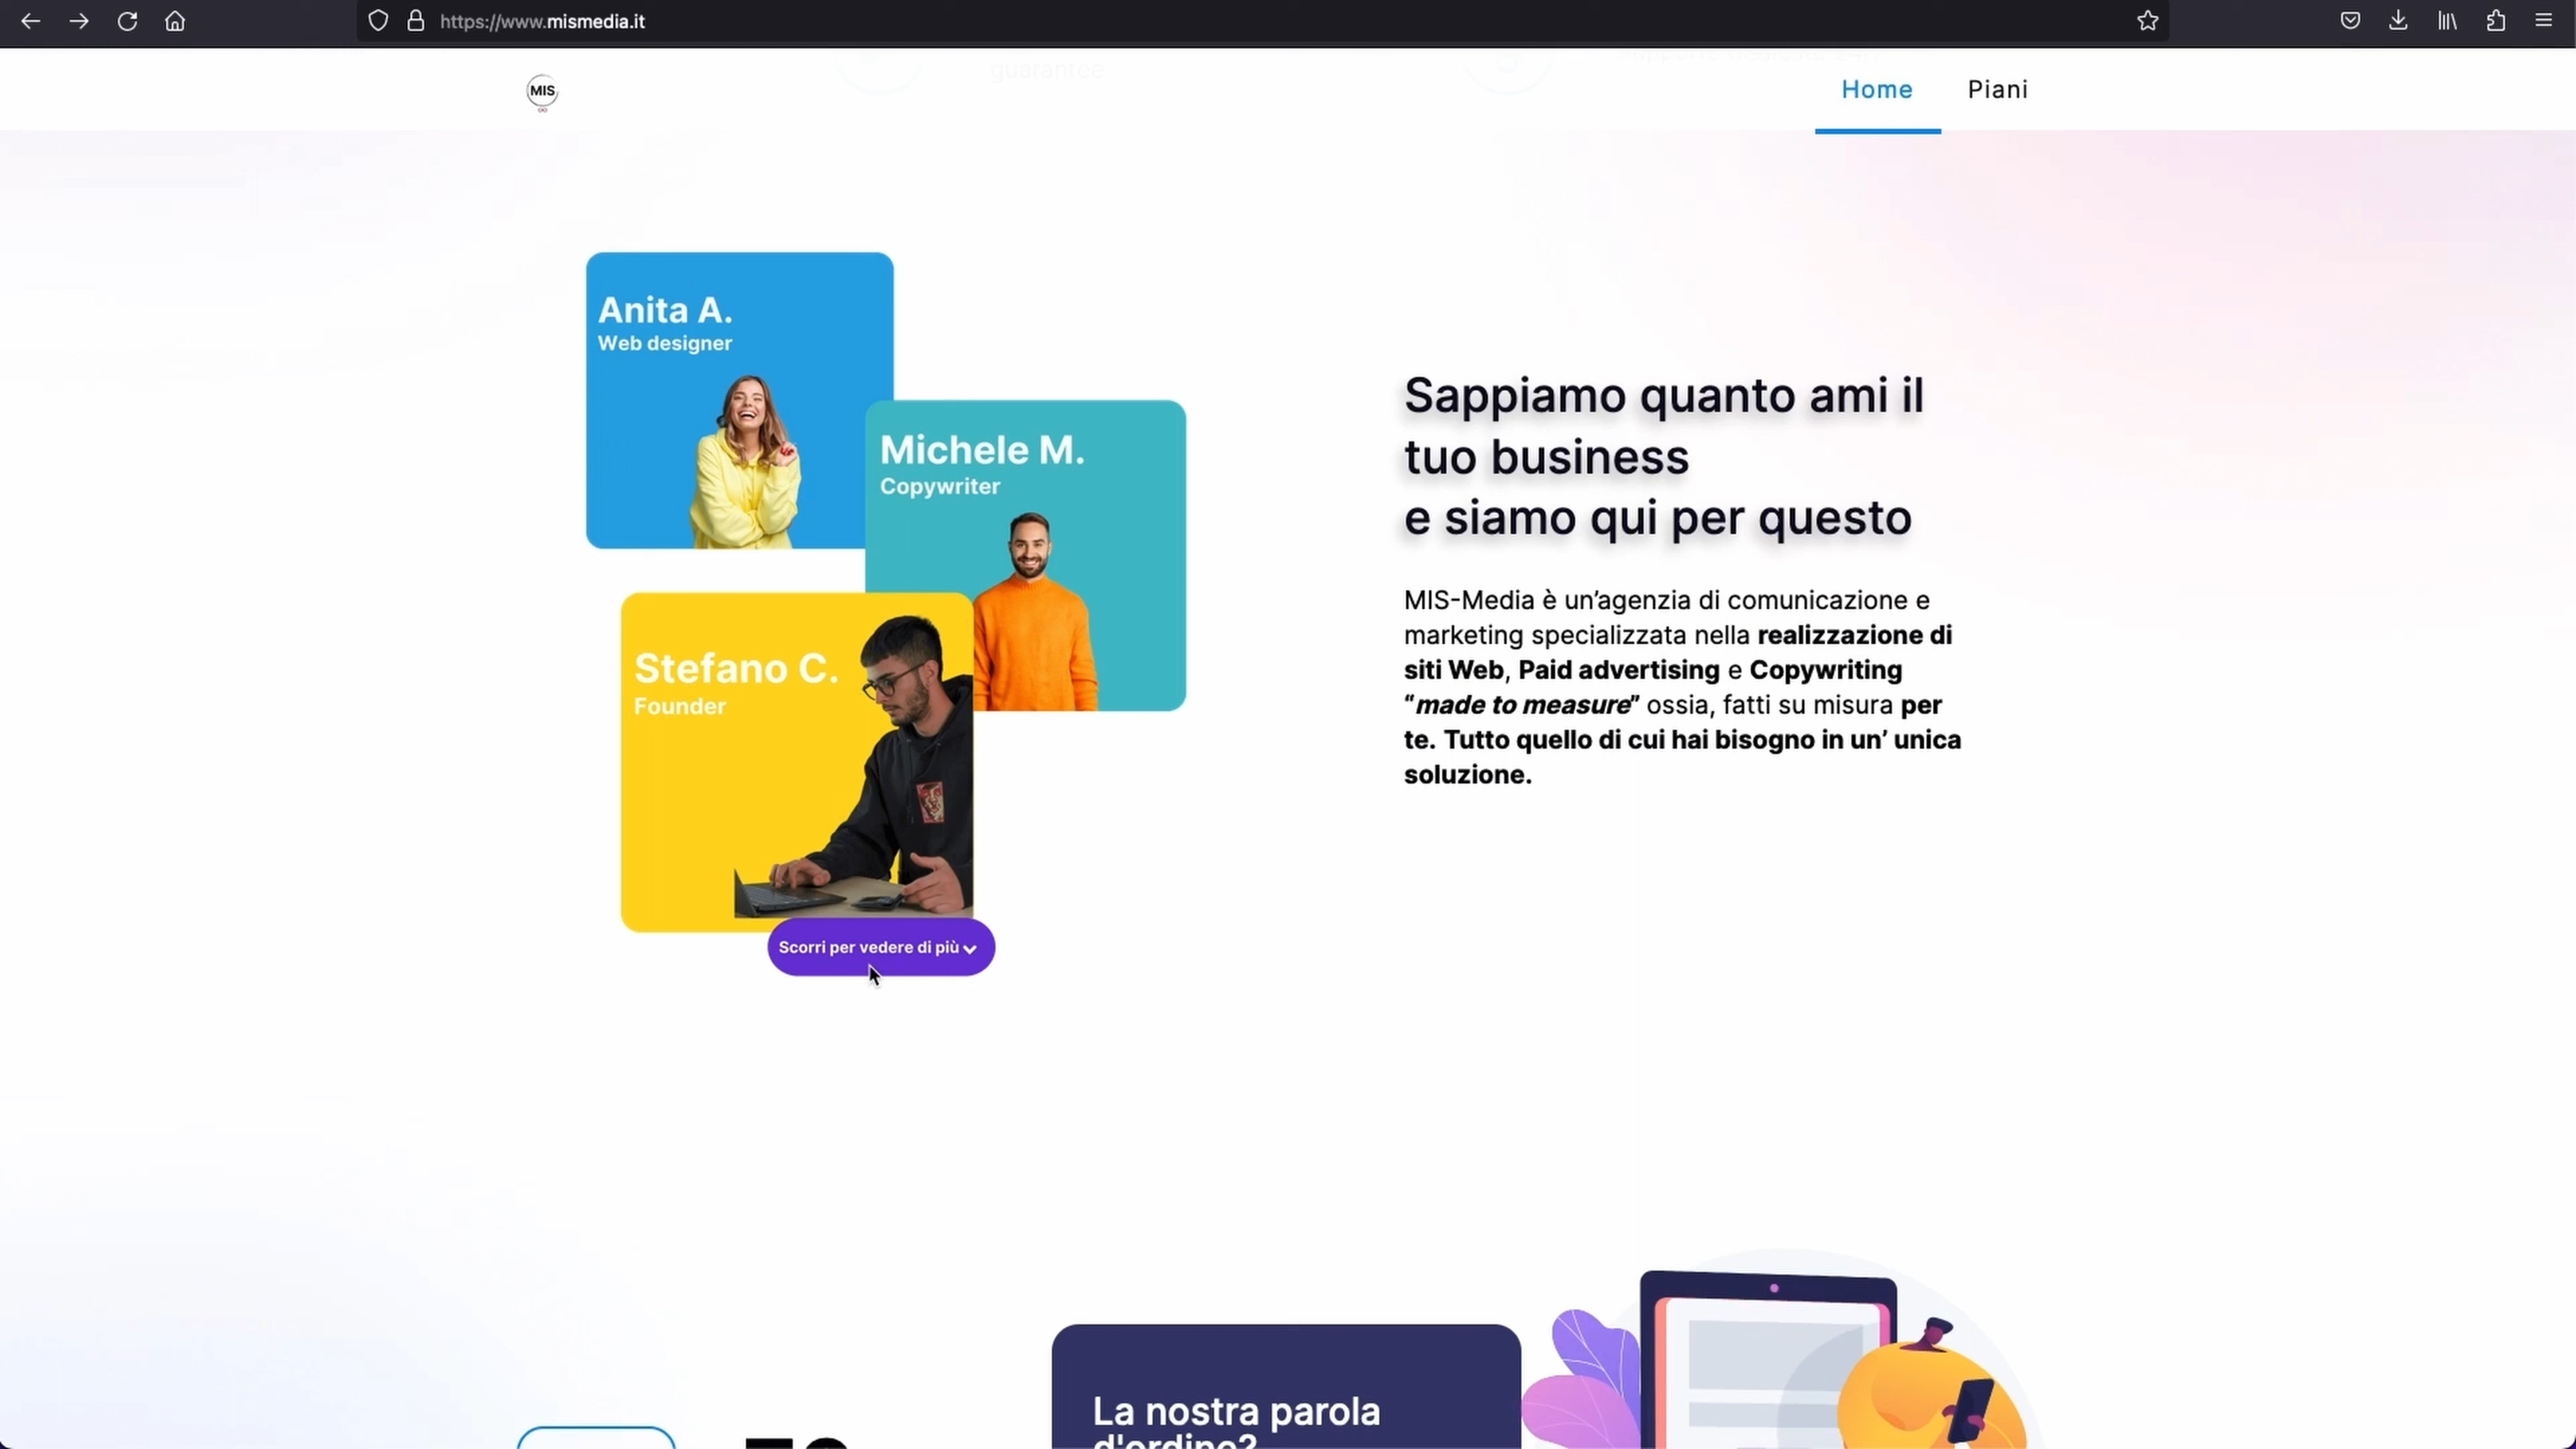 https://www.mismedia.it
guarantee
MIS
Home
Piani
Anita A.
Web designer
Michele M.
Copywriter
Stefano C.
Founder
Scorri per vedere di più
Sappiamo quanto ami il
tuo business
e siamo qui per questo
MIS-Media è un’agenzia di comunicazione e
marketing specializzata nella realizzazione di
siti Web, Paid advertising e Copywriting
“made to measure” ossia, fatti su misura per
te. Tutto quello di cui hai bisogno in un’ unica
soluzione.
La nostra parola
d'ordine?